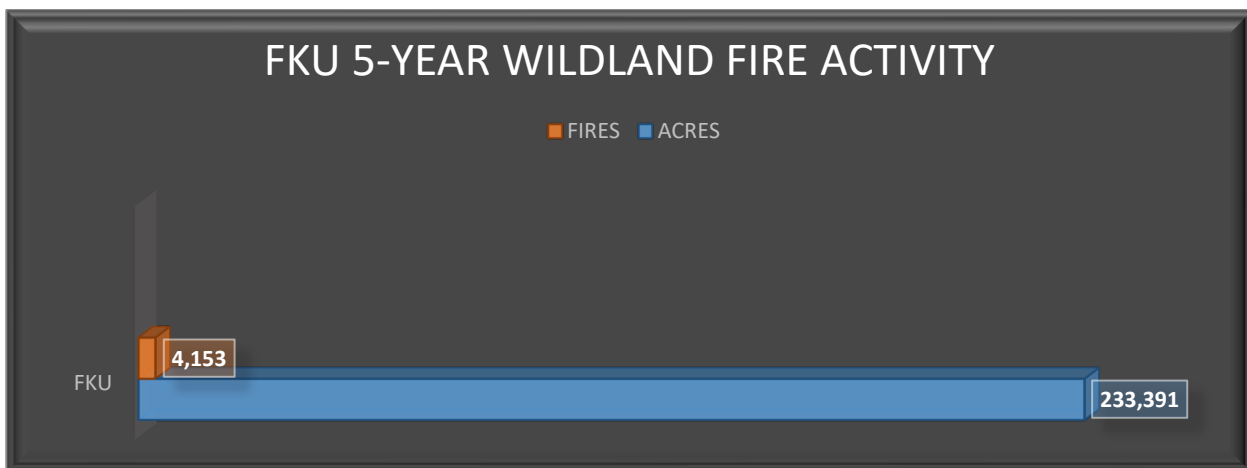 FKU 5-YEAR WILDLAND FIRE ACTIVITY
FIRES ACRES
4,153
FKU
233,391